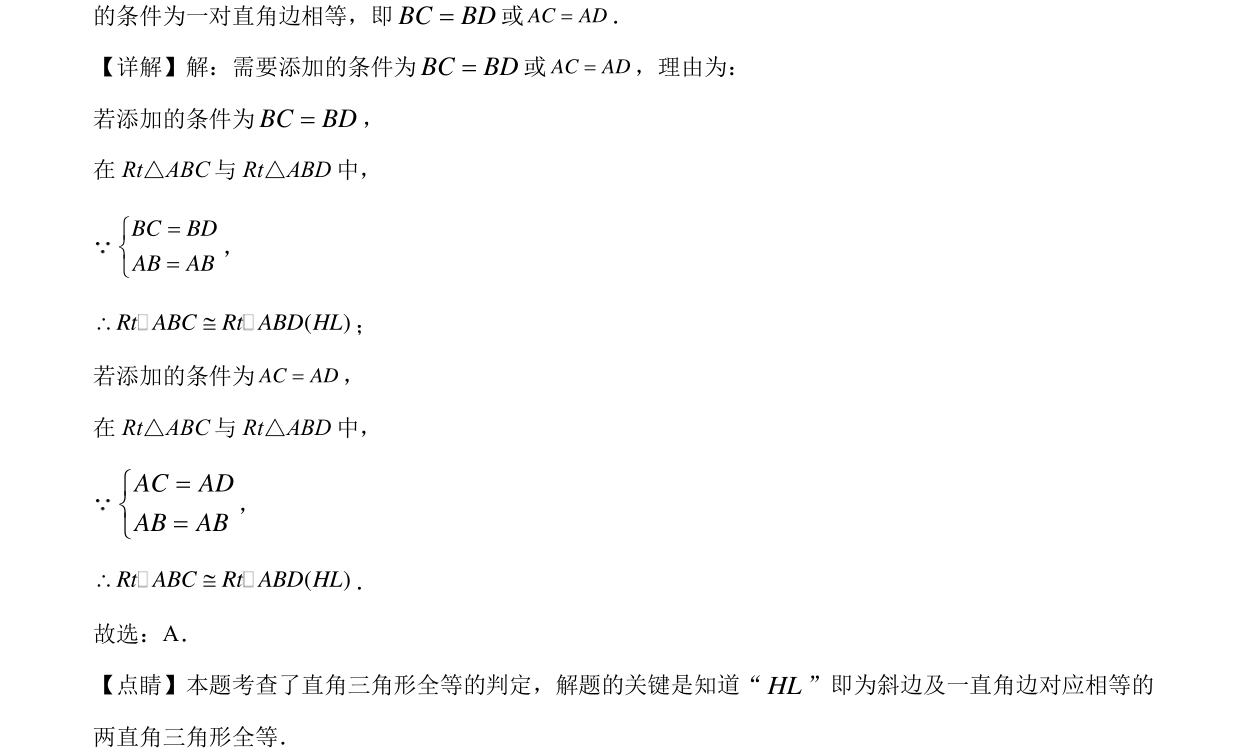 的条件为一对直角边相等，即 BC = BD 或 AC = AD．
【详解】解：需要添加的条件为 BC = BD 或 AC = AD，理由为：
若添加的条件为 BC = BD，
在 Rt△ABC 与 Rt△ABD 中，
∵ { BC = BD
AB = AB ，
∴ Rt□ ABC ≅ Rt□ ABD(HL)；
若添加的条件为 AC = AD，
在 Rt△ABC 与 Rt△ABD 中，
∵ { AC = AD
AB = AB ，
∴ Rt□ ABC ≅ Rt□ ABD(HL)．
故选：A．
【点睛】本题考查了直角三角形全等的判定，解题的关键是知道“ HL ”即为斜边及一直角边对应相等的
两直角三角形全等．